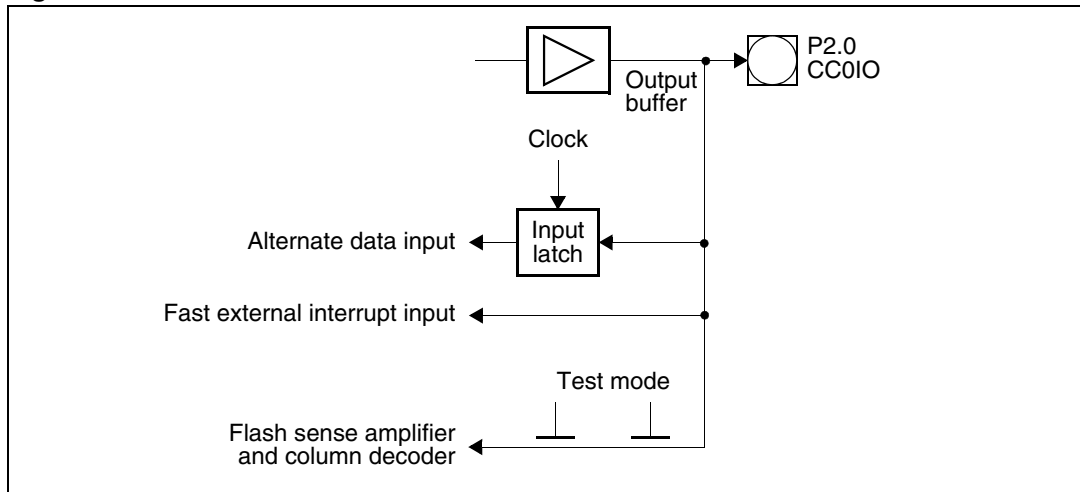 P2.0
CC0IO
Output
buffer
Clock
Input
latch
Alternate data input
Fast external interrupt input
Test mode
Flash sense amplifier
and column decoder